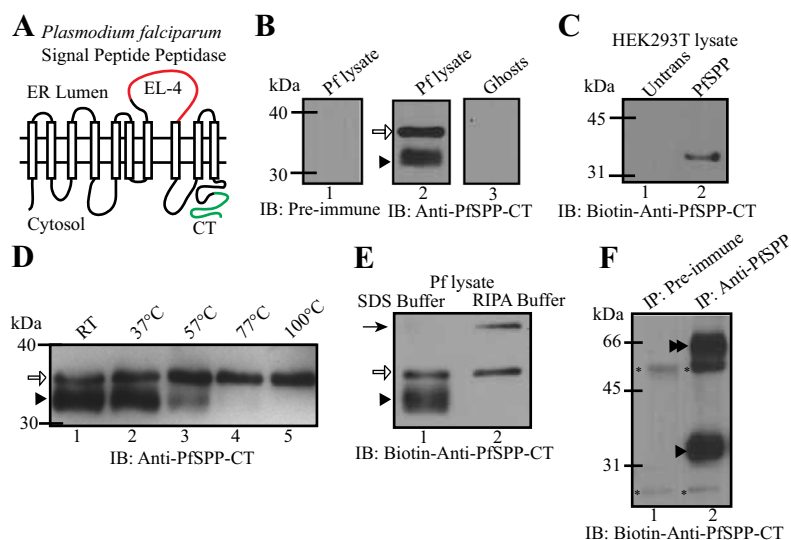 A
Plasmodium falciparum
Signal Peptide Peptidase
ER Lumen
EL-4
Cytosol
CT
B
kDa
Pf lysate
Pf lysate
Ghosts
40
30
1
2
3
IB: Pre-immune
IB: Anti-PfSPP-CT
C
HEK293T lysate
kDa
Untrans
PfSPP
45
31
1
2
IB: Biotin-Anti-PfSPP-CT
D
kDa
RT
37°C
57°C
77°C
100°C
40
30
1
2
3
4
5
IB: Anti-PfSPP-CT
E
Pf lysate
SDS Buffer
RIPA Buffer
1
2
IB: Biotin-Anti-PfSPP-CT
F
IP: Pre-immune
IP: Anti-PfSPP
kDa
66
*
*
45
31
*
*
1
2
IB: Biotin-Anti-PfSPP-CT